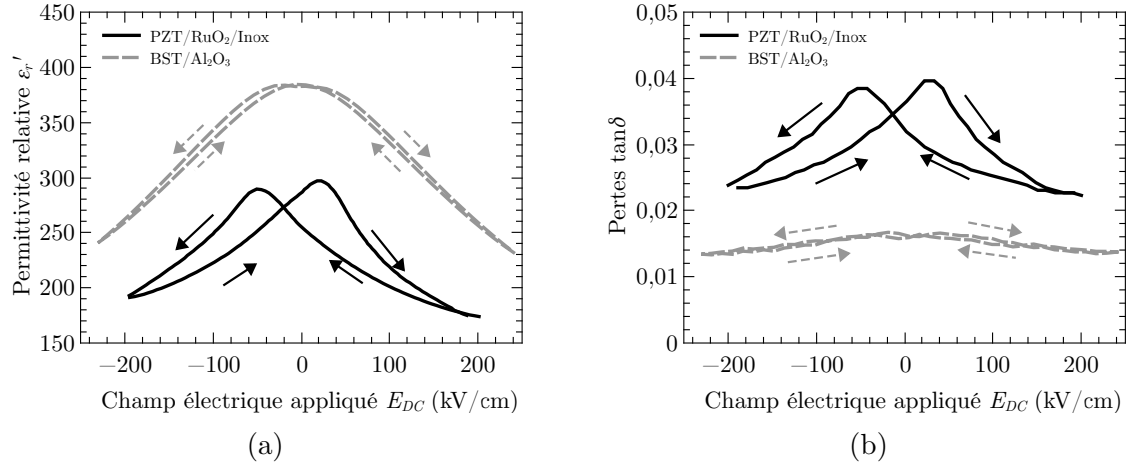 450
400
350
300
250
200
150
Permittivité relative εr′
PZT/RuO₂/Inox
BST/Al₂O₃
−200
−100
0
100
200
Champ électrique appliqué E_DC (kV/cm)
(a)
0,05
0,04
0,03
0,02
0,01
0
Pertes tanδ
PZT/RuO₂/Inox
BST/Al₂O₃
−200
−100
0
100
200
Champ électrique appliqué E_DC (kV/cm)
(b)